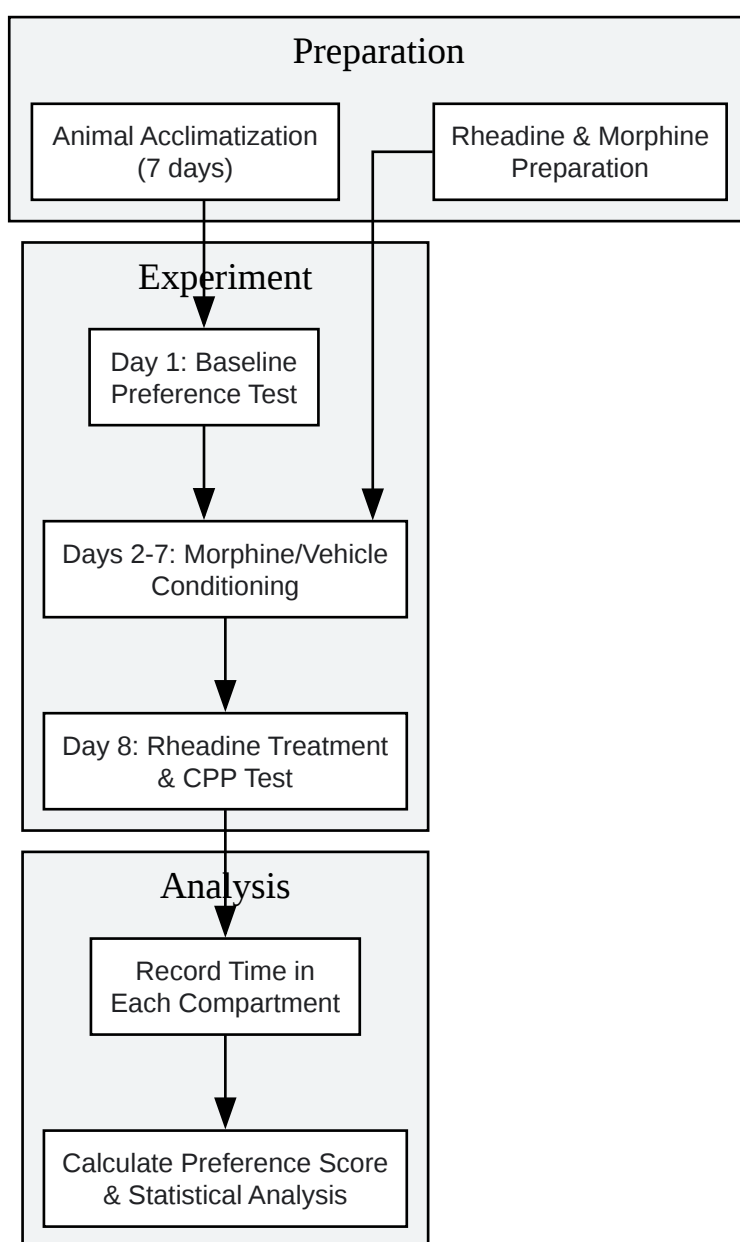 Preparation
Animal Acclimatization
(7 days)
Rheadine & Morphine
Preparation
Experiment
Day 1: Baseline
Preference Test
Days 2-7: Morphine/Vehicle
Conditioning
Day 8: Rheadine Treatment
& CPP Test
Analysis
Record Time in
Each Compartment
Calculate Preference Score
& Statistical Analysis